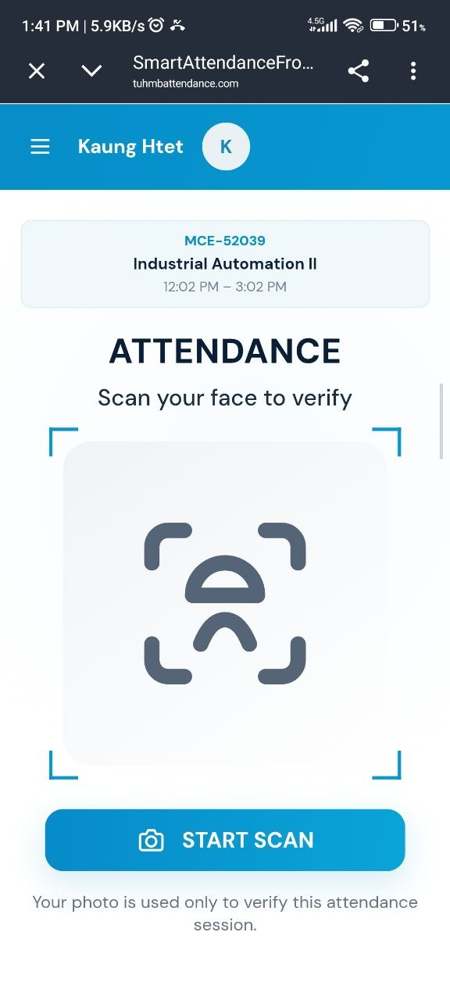 1:41 PM | 5.9KB/s
4.5G
51%
SmartAttendanceFro...
tuhmbattendance.com
Kaung Htet
K
MCE-52039
Industrial Automation II
12:02 PM – 3:02 PM
ATTENDANCE
Scan your face to verify
START SCAN
Your photo is used only to verify this attendance
session.